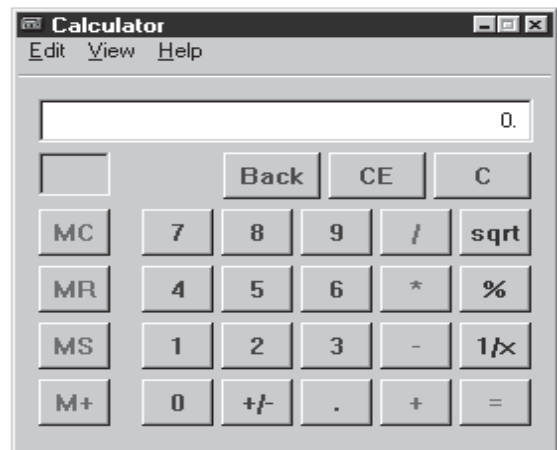 Calculator
Edit View Help
0.
Back CE C
MC 7 8 9 / sqrt
MR 4 5 6 * %
MS 1 2 3 - 1/x
M+ 0 +/- . + =